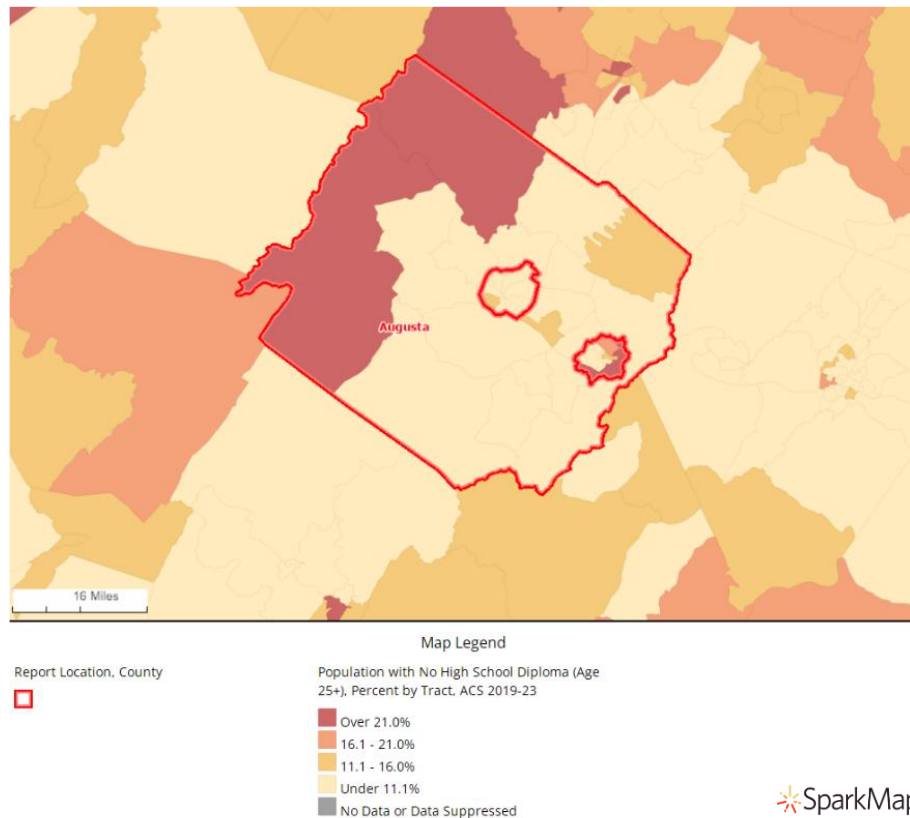 Augusta
16 Miles
Map Legend
Report Location, County
Population with No High School Diploma (Age
25+), Percent by Tract, ACS 2019-23
Over 21.0%
16.1 - 21.0%
11.1 - 16.0%
Under 11.1%
No Data or Data Suppressed
SparkMap